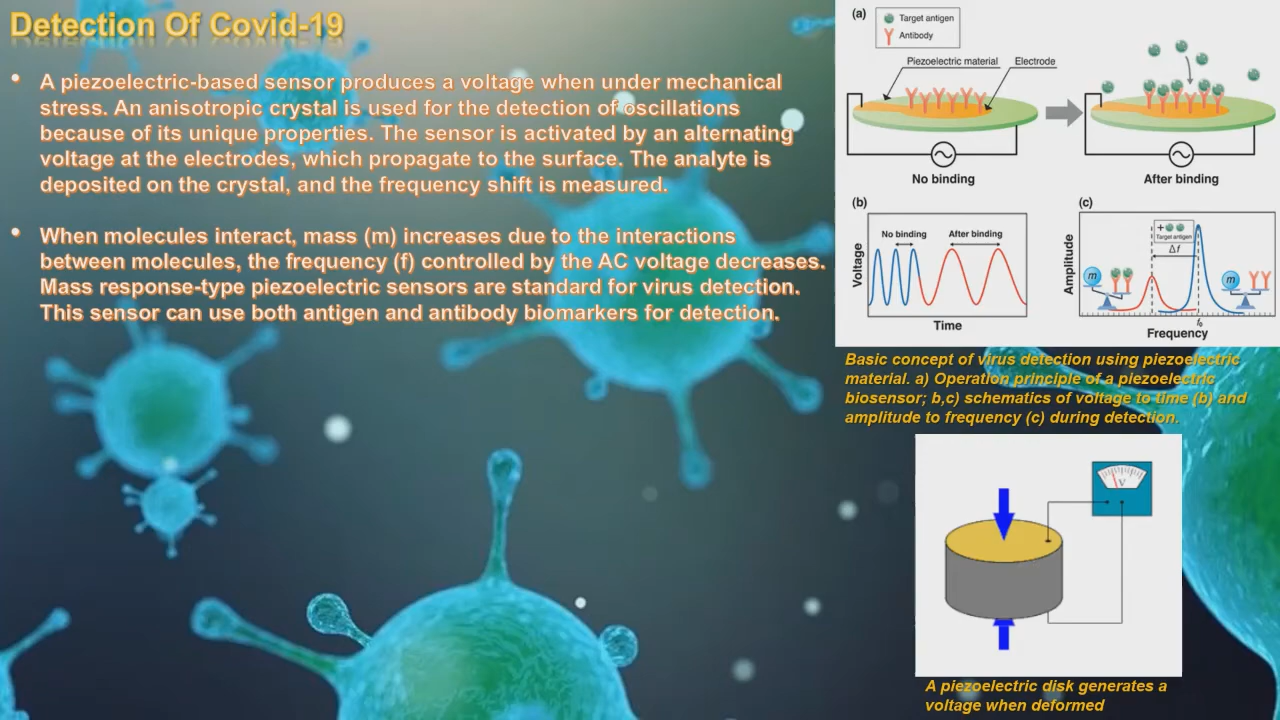 Detection Of Covid-19
• A piezoelectric-based sensor produces a voltage when under mechanical
stress. An anisotropic crystal is used for the detection of oscillations
because of its unique properties. The sensor is activated by an alternating
voltage at the electrodes, which propagate to the surface. The analyte is
deposited on the crystal, and the frequency shift is measured.
• When molecules interact, mass (m) increases due to the interactions
between molecules, the frequency (f) controlled by the AC voltage decreases.
Mass response-type piezoelectric sensors are standard for virus detection.
This sensor can use both antigen and antibody biomarkers for detection.
(a)
Target antigen
Antibody
Piezoelectric material
Electrode
No binding
After binding
(b)
Voltage
No binding
After binding
Time
(c)
Amplitude
+
Target antigen
Δf
m
m
f₀
Frequency
Basic concept of virus detection using piezoelectric
material. a) Operation principle of a piezoelectric
biosensor; b,c) schematics of voltage to time (b) and
amplitude to frequency (c) during detection.
V
A piezoelectric disk generates a
voltage when deformed